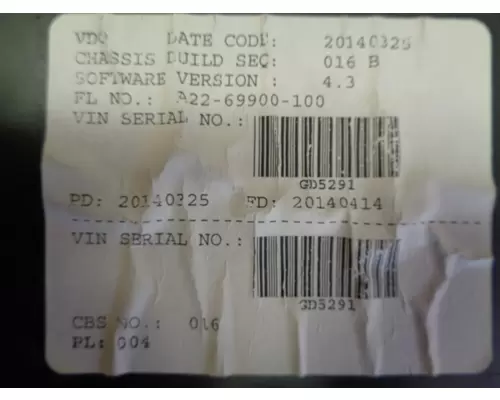 VDO DATE CODE: 20140325
CHASSIS BUILD SEQ: 016 B
SOFTWARE VERSION : 4.3
FL NO.: A22-69900-100
VIN SERIAL NO.:
GD5291
PD: 20140325 FD: 20140414
VIN SERIAL NO.:
GD5291
CBS NO.: 016
PL: 004